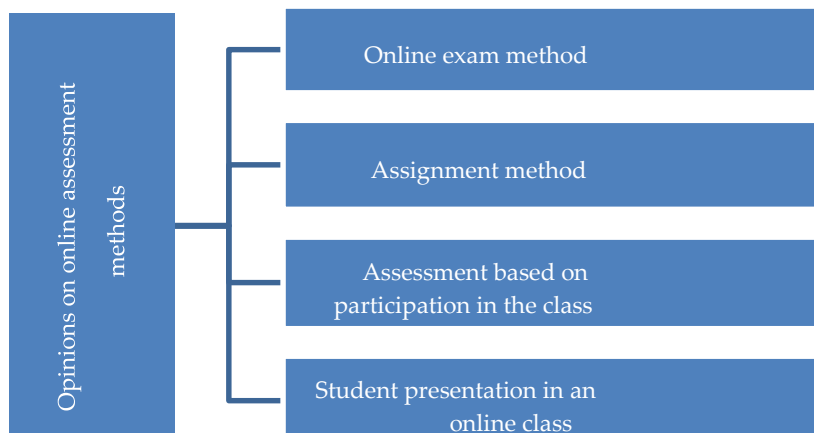 Opinions on online assessment
methods
Online exam method
Assignment method
Assessment based on
participation in the class
Student presentation in an
online class